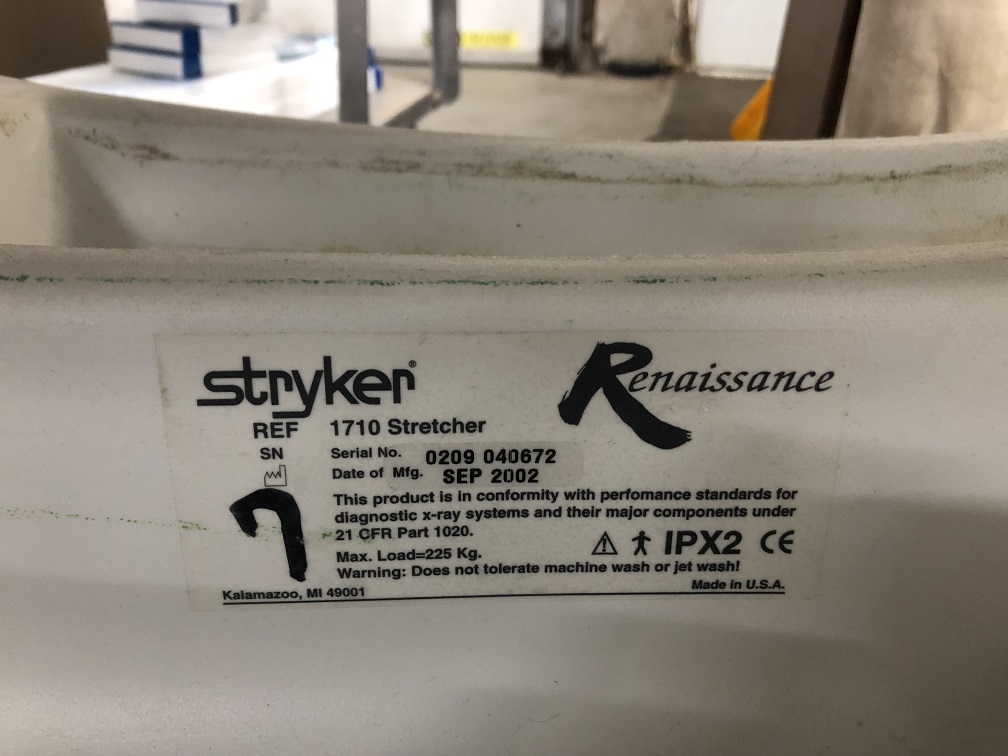 stryker®
Renaissance
REF 1710 Stretcher
SN Serial No. 0209 040672
Date of Mfg. SEP 2002
This product is in conformity with perfomance standards for
diagnostic x-ray systems and their major components under
21 CFR Part 1020.
7
Max. Load=225 Kg.
IPX2 CE
Warning: Does not tolerate machine wash or jet wash!
Kalamazoo, MI 49001
Made in U.S.A.